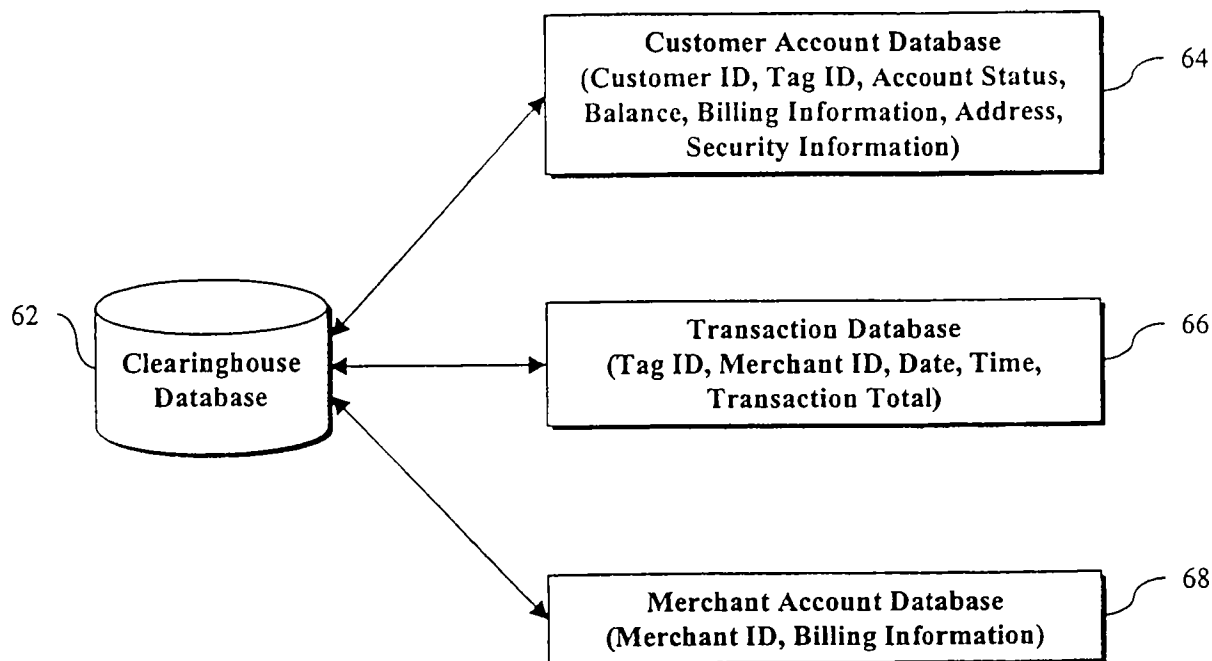 Customer Account Database
(Customer ID, Tag ID, Account Status,
Balance, Billing Information, Address,
Security Information)
64
62
Clearinghouse
Database
Transaction Database
(Tag ID, Merchant ID, Date, Time,
Transaction Total)
66
Merchant Account Database
(Merchant ID, Billing Information)
68